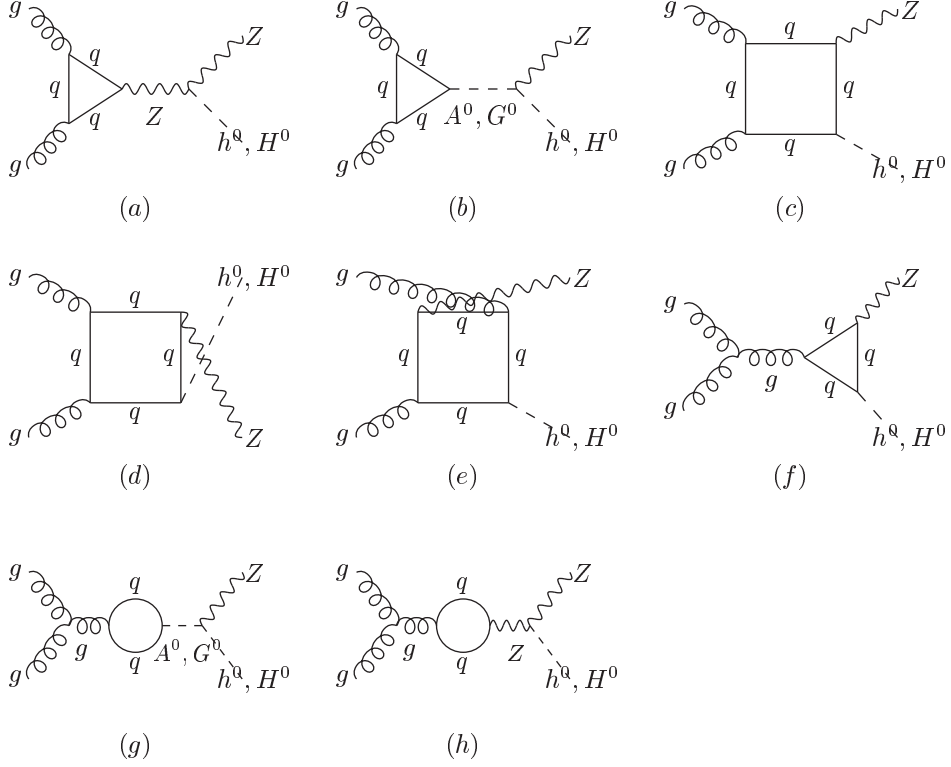 g
q
q
q
Z
Z
h⁰, H⁰
g
(a)
g
q
q
q
A⁰, G⁰
Z
h⁰, H⁰
g
(b)
g
q
q
q
q
Z
h⁰, H⁰
g
(c)
g
q
q
q
q
h⁰, H⁰
Z
g
(d)
g
q
q
q
q
Z
h⁰, H⁰
g
(e)
g
g
q
q
q
Z
h⁰, H⁰
g
(f)
g
g
q
q
A⁰, G⁰
Z
h⁰, H⁰
g
(g)
g
g
q
q
Z
Z
h⁰, H⁰
g
(h)